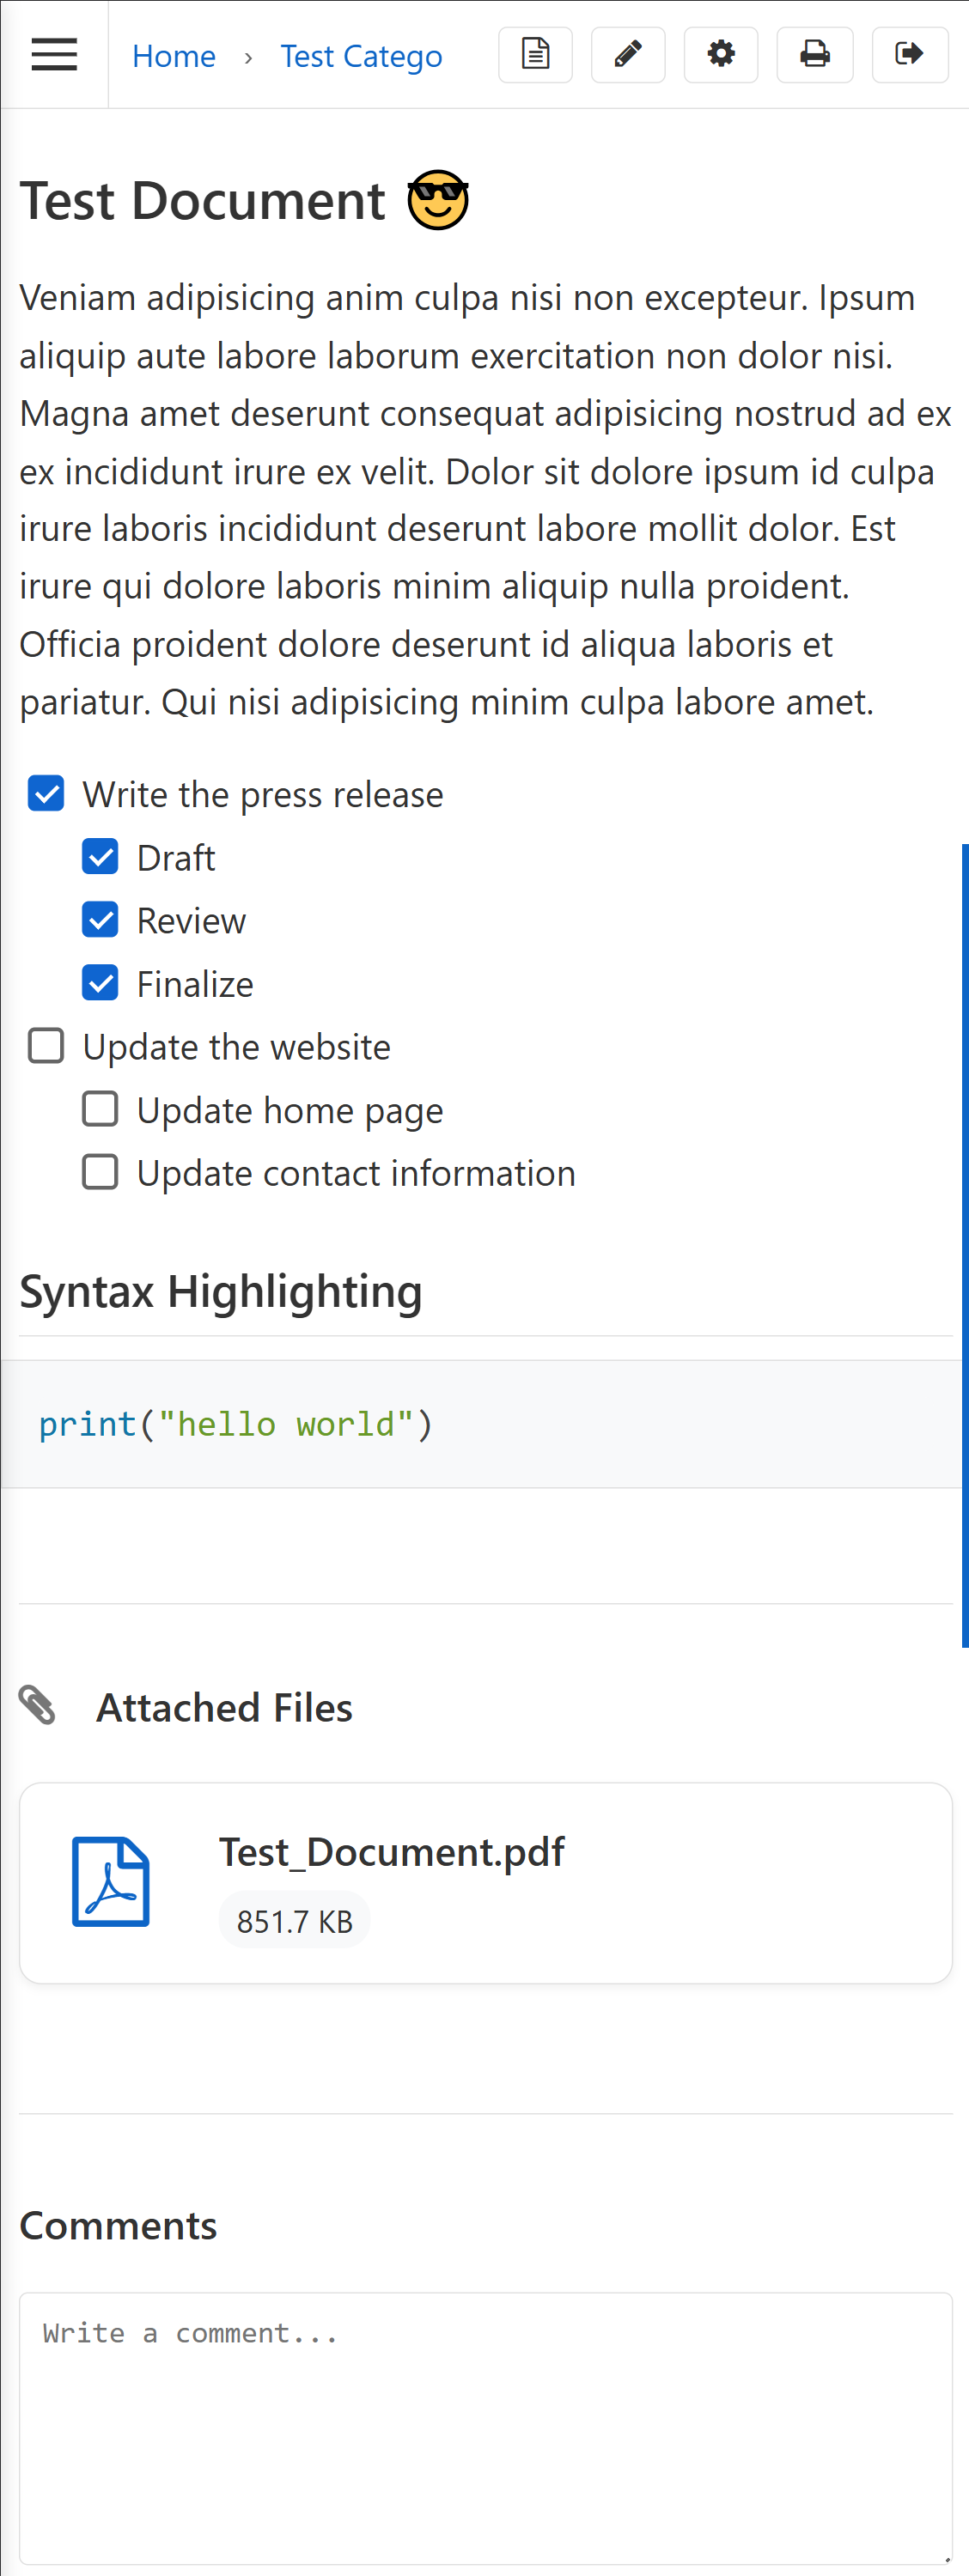 Home › Test Catego
Test Document 😎
Veniam adipisicing anim culpa nisi non excepteur. Ipsum
aliquip aute labore laborum exercitation non dolor nisi.
Magna amet deserunt consequat adipisicing nostrud ad ex
ex incididunt irure ex velit. Dolor sit dolore ipsum id culpa
irure laboris incididunt deserunt labore mollit dolor. Est
irure qui dolore laboris minim aliquip nulla proident.
Officia proident dolore deserunt id aliqua laboris et
pariatur. Qui nisi adipisicing minim culpa labore amet.
Write the press release
Draft
Review
Finalize
Update the website
Update home page
Update contact information
Syntax Highlighting
print("hello world")
Attached Files
Test_Document.pdf
851.7 KB
Comments
Write a comment...